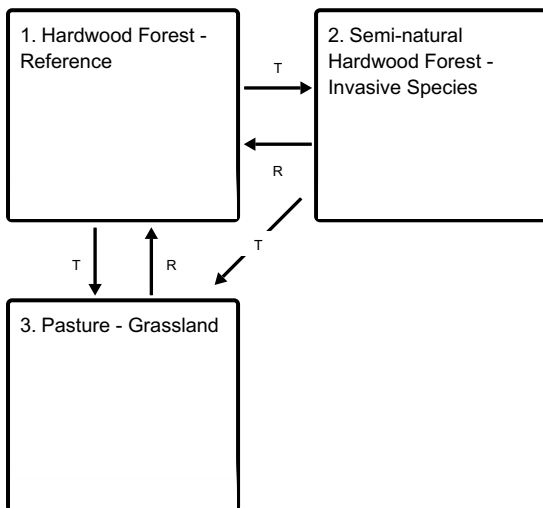 1. Hardwood Forest -
Reference
2. Semi-natural
Hardwood Forest -
Invasive Species
T
R
T
R
T
3. Pasture - Grassland